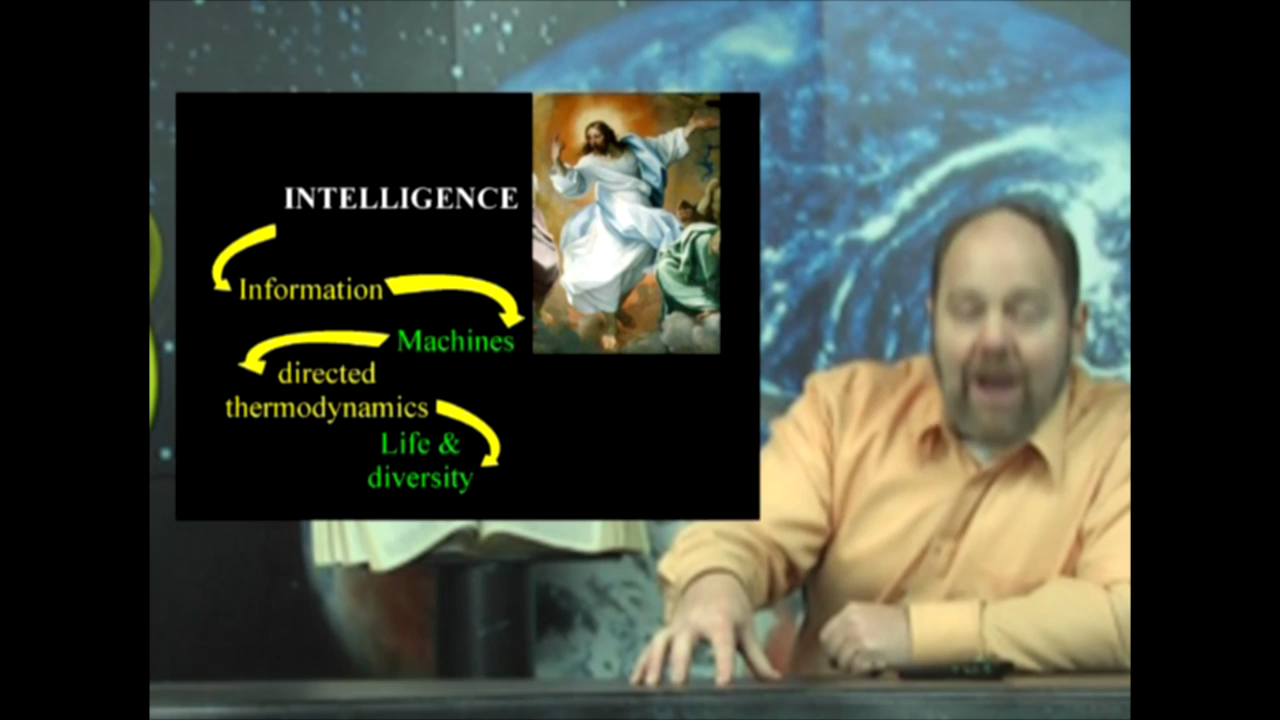 INTELLIGENCE
Information
Machines
directed
thermodynamics
Life &
diversity